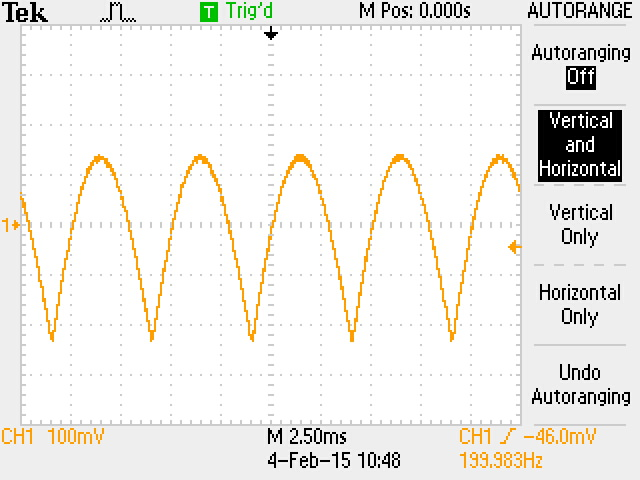 Tek T Trig'd M Pos: 0.000s AUTORANGE
Autoranging
Off
Vertical
and
Horizontal
Vertical
Only
Horizontal
Only
Undo
Autoranging
1
CH1 100mV M 2.50ms CH1 -46.0mV
4-Feb-15 10:48 199.983Hz